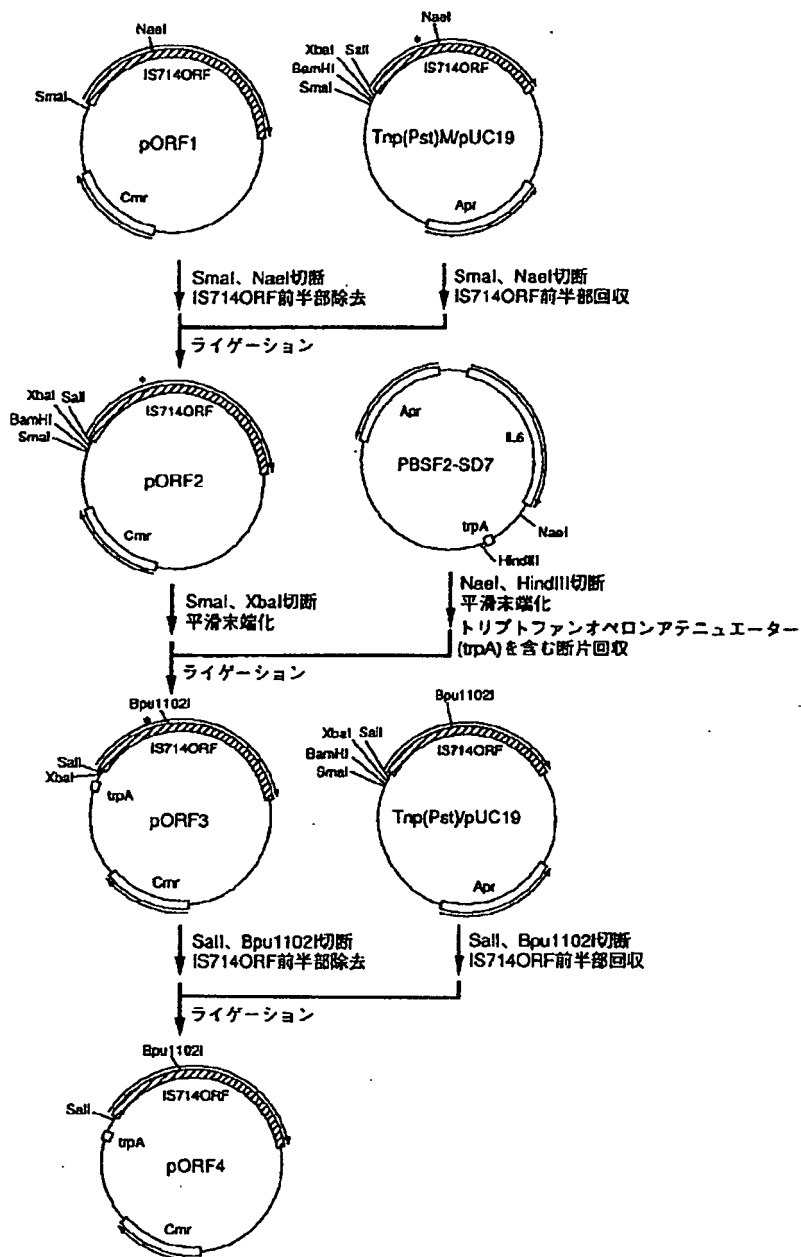 NaeI
IS714ORF
SmaI
pORF1
Cmr
NaeI
*
XbaI SalI
BamHI
SmaI
IS714ORF
Tnp(Pst)M/pUC19
Apr
SmaI、NaeI切断
IS714ORF前半部除去
SmaI、NaeI切断
IS714ORF前半部回収
ライゲーション
*
XbaI SalI
BamHI
SmaI
IS714ORF
pORF2
Cmr
Apr
IL6
PBSF2-SD7
trpA
NaeI
HindIII
SmaI、XbaI切断
平滑末端化
NaeI、HindIII切断
平滑末端化
トリプトファンオペロンアテニュエーター
(trpA)を含む断片回収
ライゲーション
Bpu1102I
*
IS714ORF
SalI
XbaI
trpA
pORF3
Cmr
Bpu1102I
XbaI SalI
BamHI
SmaI
IS714ORF
Tnp(Pst)/pUC19
Apr
SalI、Bpu1102I切断
IS714ORF前半部除去
SalI、Bpu1102I切断
IS714ORF前半部回収
ライゲーション
Bpu1102I
IS714ORF
SalI
trpA
pORF4
Cmr